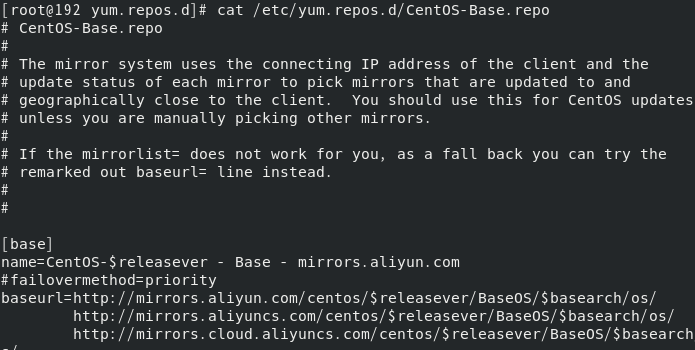 [root@192 yum.repos.d]# cat /etc/yum.repos.d/CentOS-Base.repo
# CentOS-Base.repo
#
# The mirror system uses the connecting IP address of the client and the
# update status of each mirror to pick mirrors that are updated to and
# geographically close to the client.  You should use this for CentOS updates
# unless you are manually picking other mirrors.
#
# If the mirrorlist= does not work for you, as a fall back you can try the
# remarked out baseurl= line instead.
#
#

[base]
name=CentOS-$releasever - Base - mirrors.aliyun.com
#failovermethod=priority
baseurl=http://mirrors.aliyun.com/centos/$releasever/BaseOS/$basearch/os/
        http://mirrors.aliyuncs.com/centos/$releasever/BaseOS/$basearch/os/
        http://mirrors.cloud.aliyuncs.com/centos/$releasever/BaseOS/$basearch